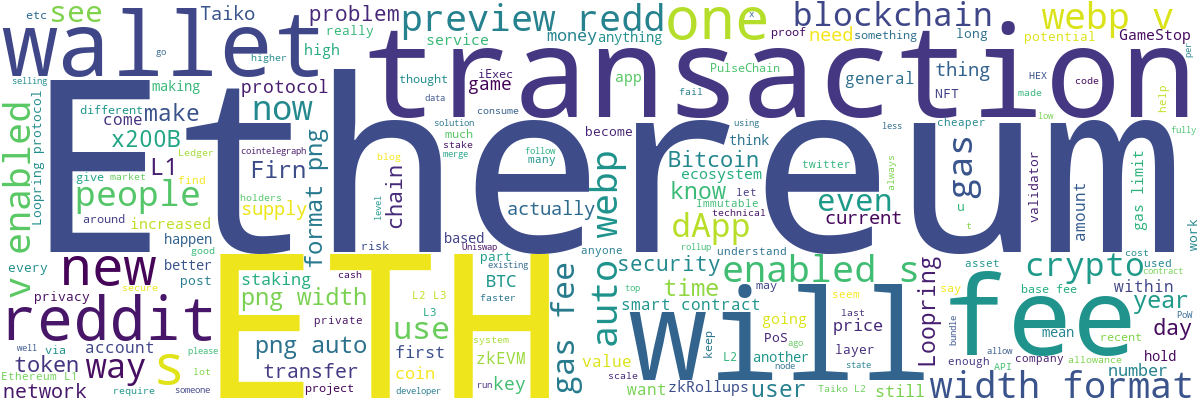 etc
see
Taiko
problem
preview redd
one
blockchain
webp v
x
wallet
go
really
service
money
anything
need
something
long
potential
GameStop
proof
higher
high
transaction
selling
making
thought
iExec
game
app
PulseChain
general
thing
HEX
code
per
protocol
data
consume
fail
NFT
made
help
different
come
make
now
Ethereum
enabled
Loopring protocol
x200B
format png
solution
much
stake
merge
become
using
think
less
cheaper
low
fully
cointelegraph
Ledger
L1
Firn
blog
follow
many
webp
Bitcoin
ecosystem
twitter
gas
always
give
market
find
people
holders
level
chain
know
let
Immutable
technical
even
validator
amount
gas limit
around
increased
supply
actually
dApp
current
u
t
work
happen
good
risk
based
Uniswap
anyone
rollup
understand
v
new
every
better
post
staking
cash
part
existing
security
enabled s
crypto
cost
used
contract
privacy
secure
ETH
png width
private
L2 L3
L3
BTC
faster
gas fee
auto
top
time
may
seem
asset
base fee
within
year
say
reddit
s
use
smart contract
going
last
price
Loopring
fee
PoW
recent
well
via
account
please
png auto
first
system
zkEVM
will
keep
PoS
ago
layer
bundle
mean
day
token
way
lot
transfer
coin
key
value
L2
another
node
state
enough
allow
company
allowance
hold
Ethereum L1
network
require
someone
project
developer
run
scale
want
zkRollups
user
Taiko L2
still
API
number
width format